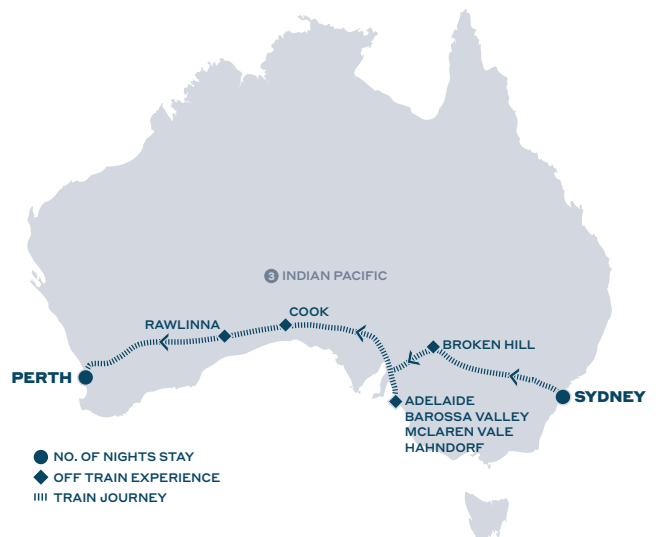 3 INDIAN PACIFIC
COOK
RAWLINNA
BROKEN HILL
PERTH
SYDNEY
ADELAIDE
BAROSSA VALLEY
MCLAREN VALE
HAHNDORF
NO. OF NIGHTS STAY
OFF TRAIN EXPERIENCE
TRAIN JOURNEY